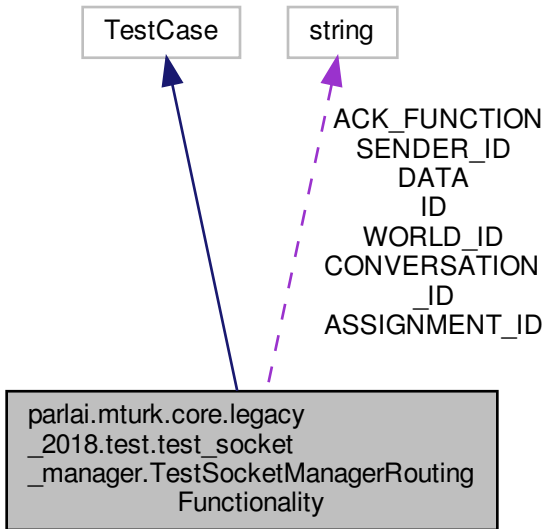 TestCase
string
ACK_FUNCTION
SENDER_ID
DATA
ID
WORLD_ID
CONVERSATION
_ID
ASSIGNMENT_ID
parlai.mturk.core.legacy
_2018.test.test_socket
_manager.TestSocketManagerRouting
Functionality